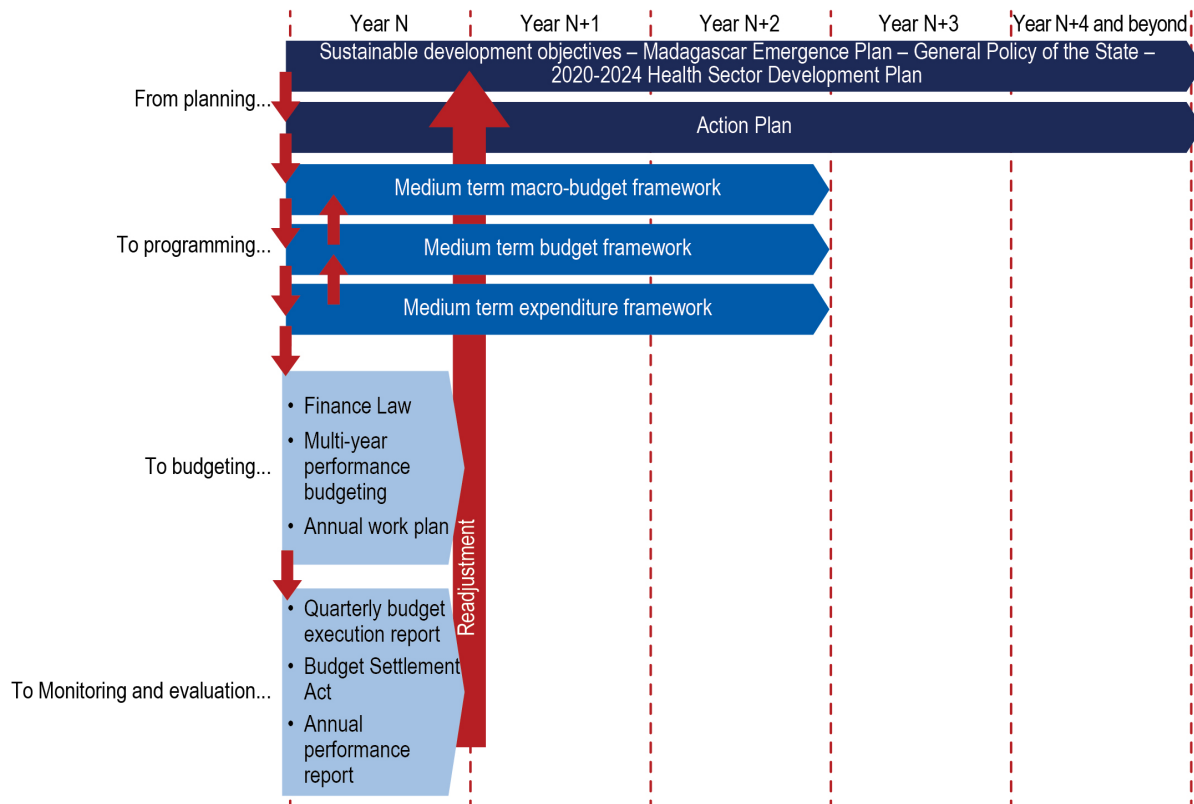 Year N
Year N+1
Year N+2
Year N+3
Year N+4 and beyond
Sustainable development objectives – Madagascar Emergence Plan – General Policy of the State –
2020-2024 Health Sector Development Plan
From planning...
Action Plan
Medium term macro-budget framework
To programming...
Medium term budget framework
Medium term expenditure framework
To budgeting...
• Finance Law
• Multi-year
performance
budgeting
• Annual work plan
Readjustment
To Monitoring and evaluation...
• Quarterly budget
execution report
• Budget Settlement
Act
• Annual
performance
report